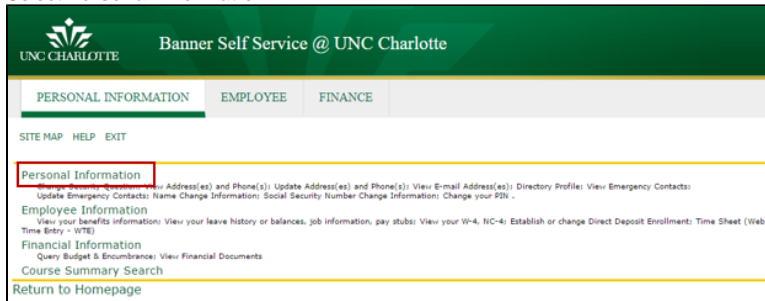 UNC CHARLOTTE
Banner Self Service @ UNC Charlotte
PERSONAL INFORMATION EMPLOYEE FINANCE
SITE MAP HELP EXIT
Personal Information
Change Security Question; View Address(es) and Phone(s); Update Address(es) and Phone(s); View E-mail Address(es); Directory Profile; View Emergency Contacts;
Update Emergency Contacts; Name Change Information; Social Security Number Change Information; Change your PIN .
Employee Information
View your benefits information; View your leave history or balances, job information, pay stubs; View your W-4, NC-4; Establish or change Direct Deposit Enrollment; Time Sheet (Web
Time Entry - WTE)
Financial Information
Query Budget & Encumbrance; View Financial Documents
Course Summary Search
Return to Homepage